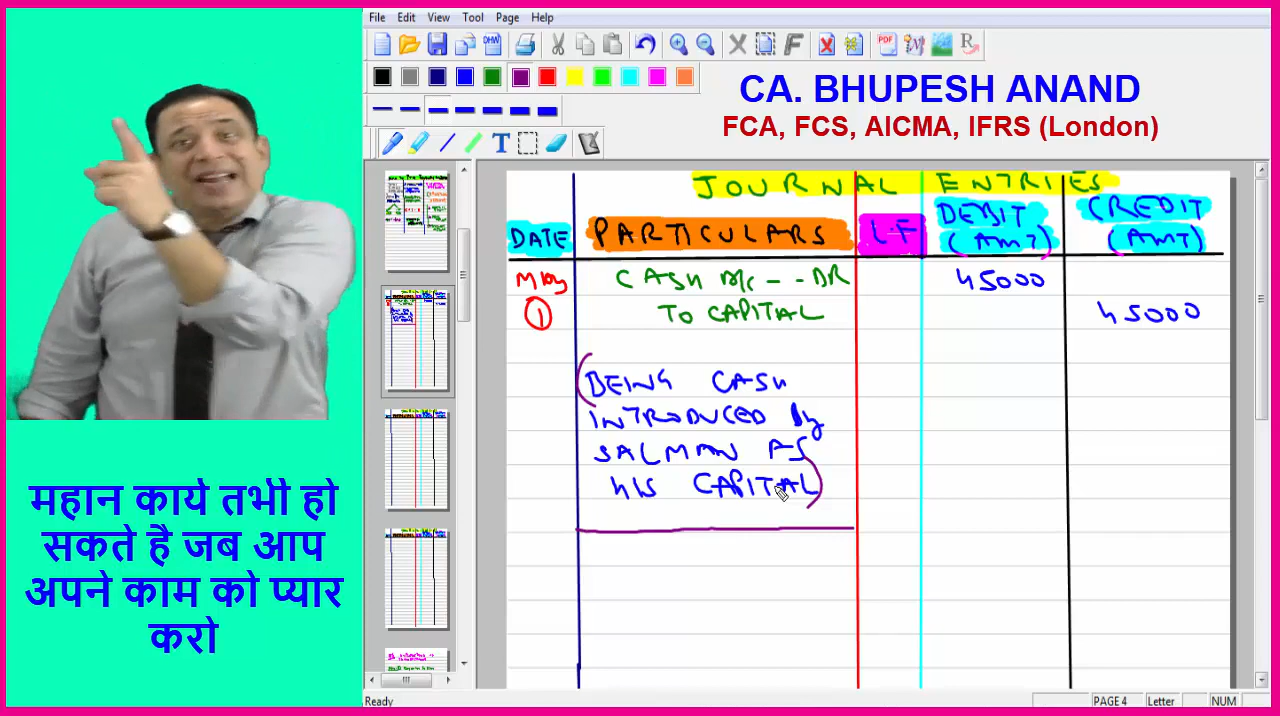 File Edit View Tool Page Help
CA. BHUPESH ANAND
FCA, FCS, AICMA, IFRS (London)
JOURNAL ENTRIES
DATE PARTICULARS LF DEBIT (AMT) CREDIT (AMT)
May CASH A/C - - DR 45000
1 TO CAPITAL 45000
(BEING CASH
INTRODUCED By
SALMAN AS
HIS CAPITAL)
महान कार्य तभी हो
सकते है जब आप
अपने काम को प्यार
करो
Ready PAGE 4 Letter NUM